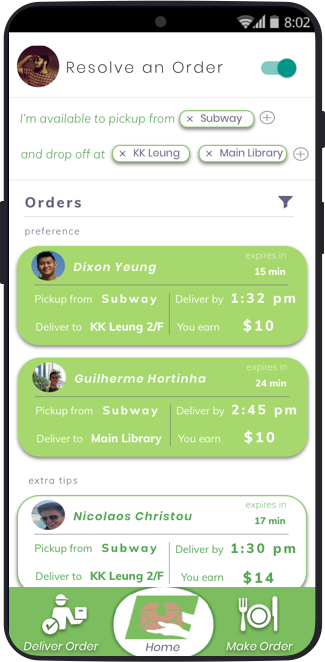 8:02
Resolve an Order
I'm available to pickup from × Subway
and drop off at × KK Leung × Main Library
Orders
preference
Dixon Yeung
expires in
15 min
Pickup from Subway Deliver by 1:32 pm
Deliver to KK Leung 2/F You earn $10
Guilherme Hortinha
expires in
24 min
Pickup from Subway Deliver by 2:45 pm
Deliver to Main Library You earn $10
extra tips
Nicolaos Christou
expires in
17 min
Pickup from Subway Deliver by 1:30 pm
Deliver to KK Leung 2/F You earn $14
Deliver Order Home Make Order